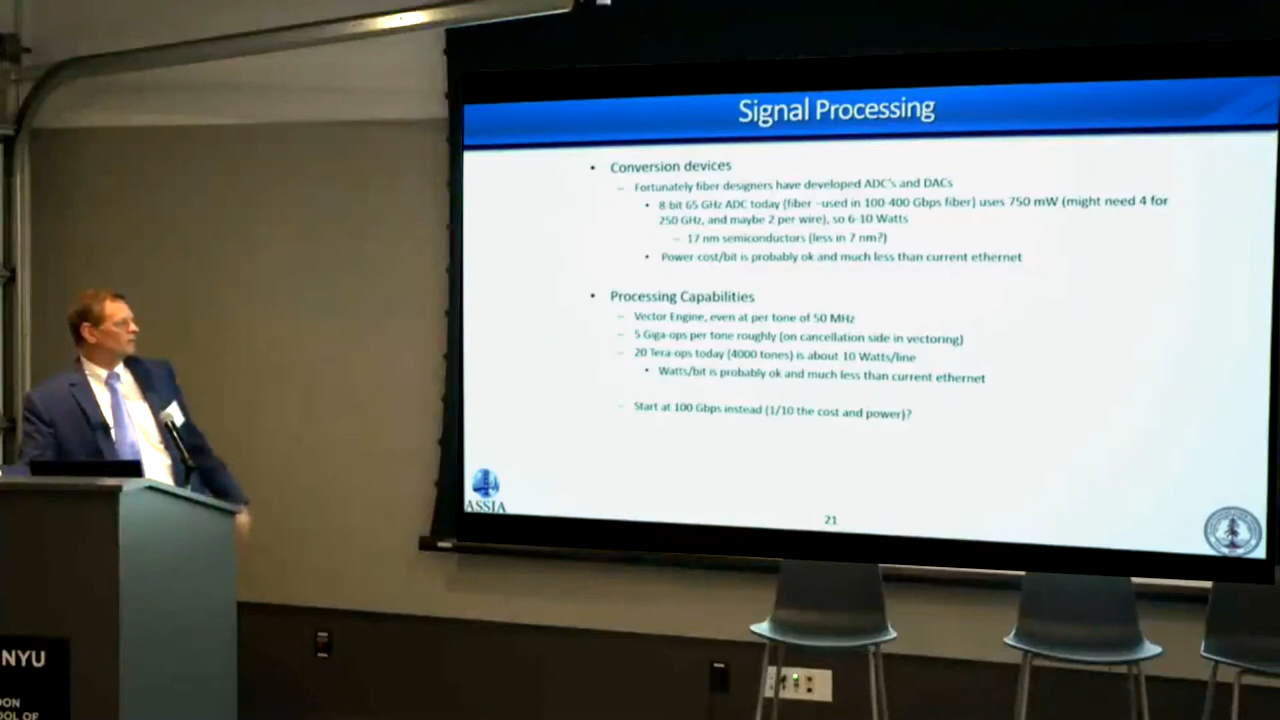 Signal Processing
• Conversion devices
– Fortunately fiber designers have developed ADC's and DACs
• 8-bit 65 GHz ADC today (fiber –used in 100-400 Gbps fiber) uses 750 mW (might need 4 for
250 GHz, and maybe 2 per wire), so 6-10 Watts
– 17 nm semiconductors (less in 7 nm?)
• Power-cost/bit is probably ok and much less than current ethernet
• Processing Capabilities
– Vector Engine, even at per tone of 50 MHz
– 5 Giga-ops per tone roughly (on cancellation side in vectoring)
– 20 Tera-ops today (4000 tones) is about 10 Watts/line
• Watts/bit is probably ok and much less than current ethernet
– Start at 100 Gbps instead (1/10 the cost and power)?
ASSIA
21
NYU
DON
OOL OF